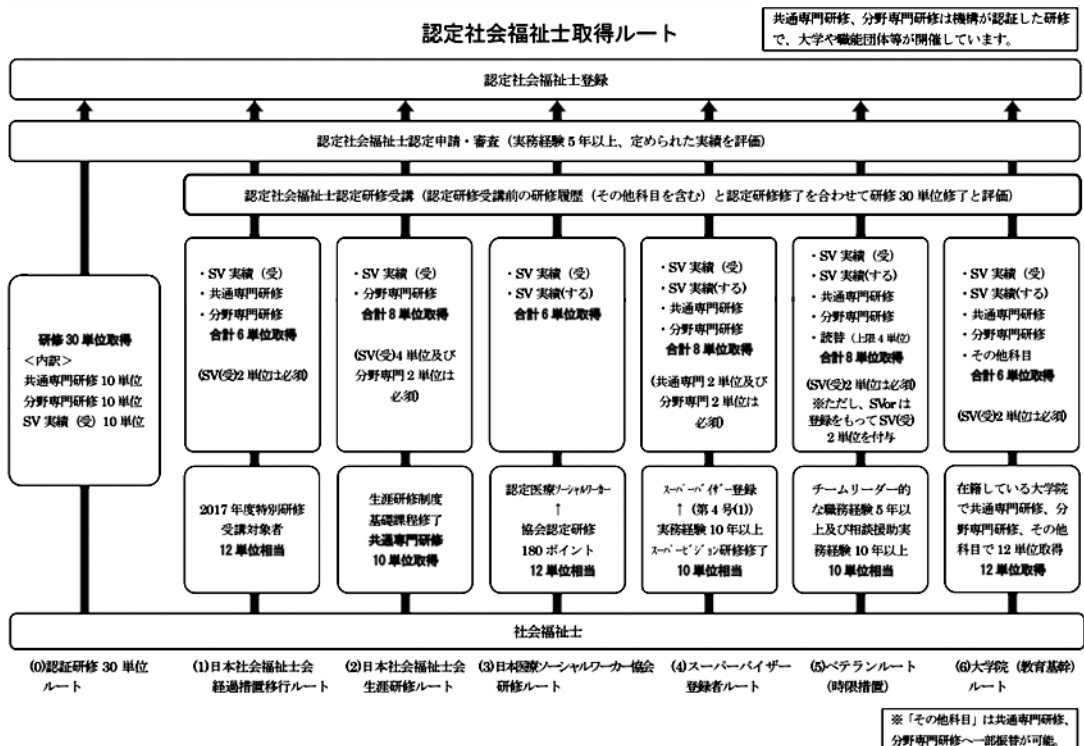 認定社会福祉士取得ルート
共通専門研修、分野専門研修は機構が認証した研修
で、大学や職能団体等が開催しています。
認定社会福祉士登録
認定社会福祉士認定申請・審査（実務経験5年以上、定められた実績を評価）
認定社会福祉士認定研修受講（認定研修受講前の研修履歴（その他科目を含む）と認定研修修了を合わせて研修30単位修了と評価）
研修30単位取得
＜内訳＞
共通専門研修10単位
分野専門研修10単位
SV実績（受）10単位
・SV実績（受）
・共通専門研修
・分野専門研修
合計6単位取得
(SV(受)2単位は必須)
・SV実績（受）
・分野専門研修
合計8単位取得
(SV(受)4単位及び
分野専門2単位は
必須)
・SV実績（受）
・SV実績(する)
合計6単位取得
・SV実績（受）
・SV実績(する)
・共通専門研修
・分野専門研修
合計8単位取得
(共通専門2単位及び
分野専門2単位は
必須)
・SV実績（受）
・SV実績(する)
・共通専門研修
・分野専門研修
・読替（上限4単位）
合計8単位取得
(SV(受)2単位は必須)
※ただし、SVorは
登録をもってSV(受)
2単位を付与
・SV実績（受）
・SV実績(する)
・共通専門研修
・分野専門研修
・その他科目
合計6単位取得
(SV(受)2単位は必須)
2017年度特別研修
受講対象者
12単位相当
生涯研修制度
基礎課程修了
共通専門研修
10単位取得
認定医療ｿｰｼｬﾙﾜｰｶｰ
↑
協会認定研修
180ポイント
12単位相当
ｽｰﾊﾟｰﾊﾞｲｻﾞｰ登録
↑（第4号(1)）
実務経験10年以上
ｽｰﾊﾟｰﾋﾞｼﾞｮﾝ研修修了
10単位相当
チームリーダー的
な職務経験5年以
上及び相談援助実
務経験10年以上
10単位相当
在籍している大学院
で共通専門研修、分
野専門研修、その他
科目で12単位取得
12単位取得
社会福祉士
(0)認証研修30単位
ルート
(1)日本社会福祉士会
経過措置移行ルート
(2)日本社会福祉士会
生涯研修ルート
(3)日本医療ｿｰｼｬﾙﾜｰｶｰ協会
研修ルート
(4)スーパーバイザー
登録者ルート
(5)ベテランルート
(時限措置)
(6)大学院（教育基幹）
ルート
※「その他科目」は共通専門研修、
分野専門研修へ一部振替が可能。